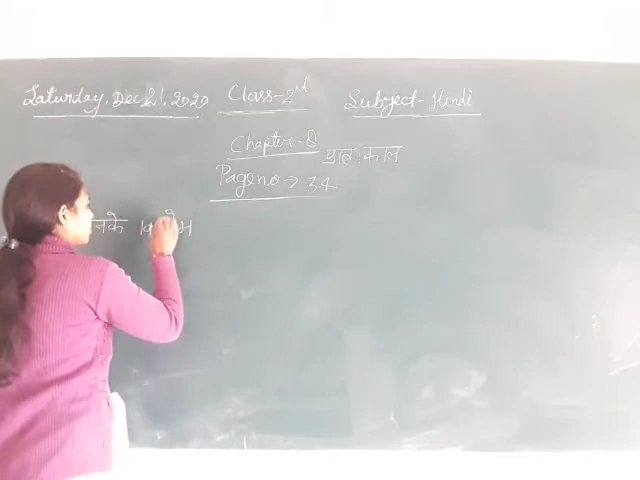 Saturday, Dec 21, 2020 Class-2nd Subject-Hindi
Chapter-8 प्रातःकाल
Page no → 34